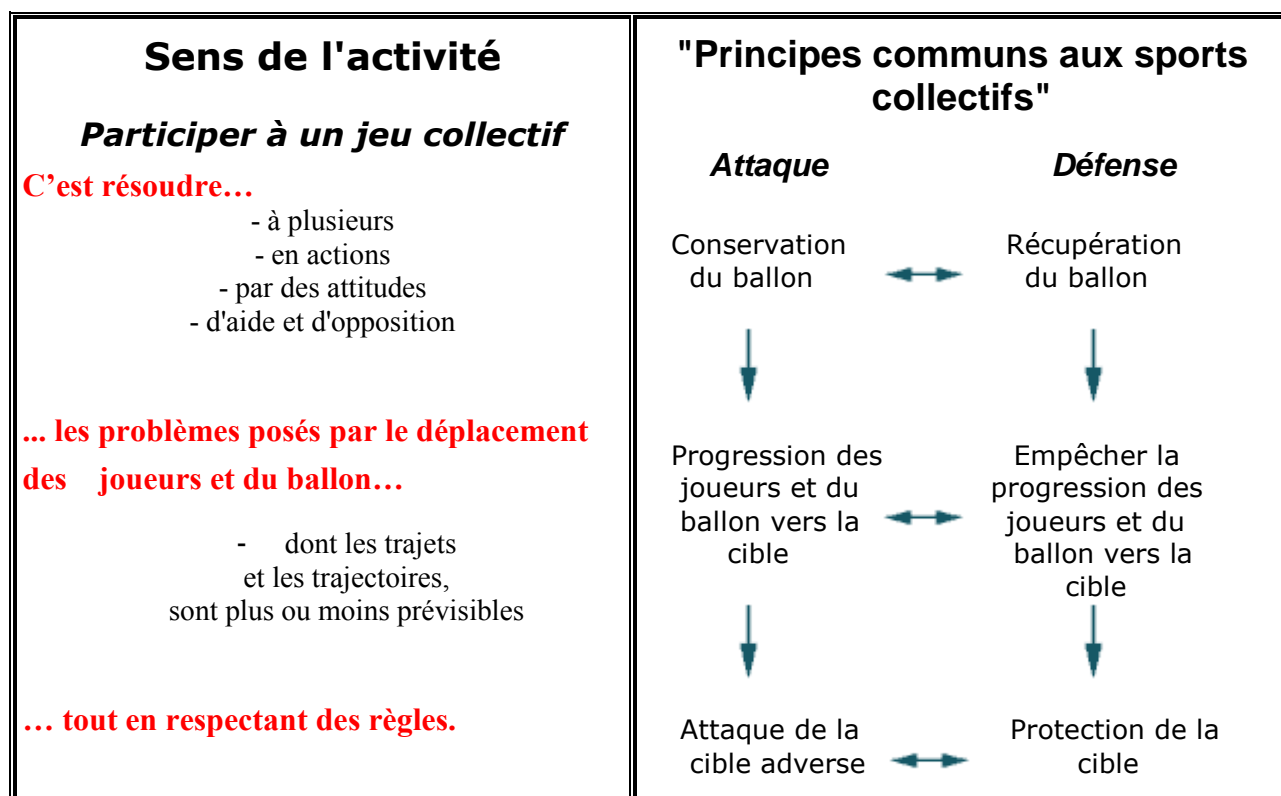 Sens de l'activité
Participer à un jeu collectif
C'est résoudre…
- à plusieurs
- en actions
- par des attitudes
- d'aide et d'opposition
... les problèmes posés par le déplacement
des joueurs et du ballon…
- dont les trajets
et les trajectoires,
sont plus ou moins prévisibles
… tout en respectant des règles.
"Principes communs aux sports
collectifs"
Attaque
Défense
Conservation
du ballon
Récupération
du ballon
Progression des
joueurs et du
ballon vers la
cible
Empêcher la
progression des
joueurs et du
ballon vers la
cible
Attaque de la
cible adverse
Protection de la
cible